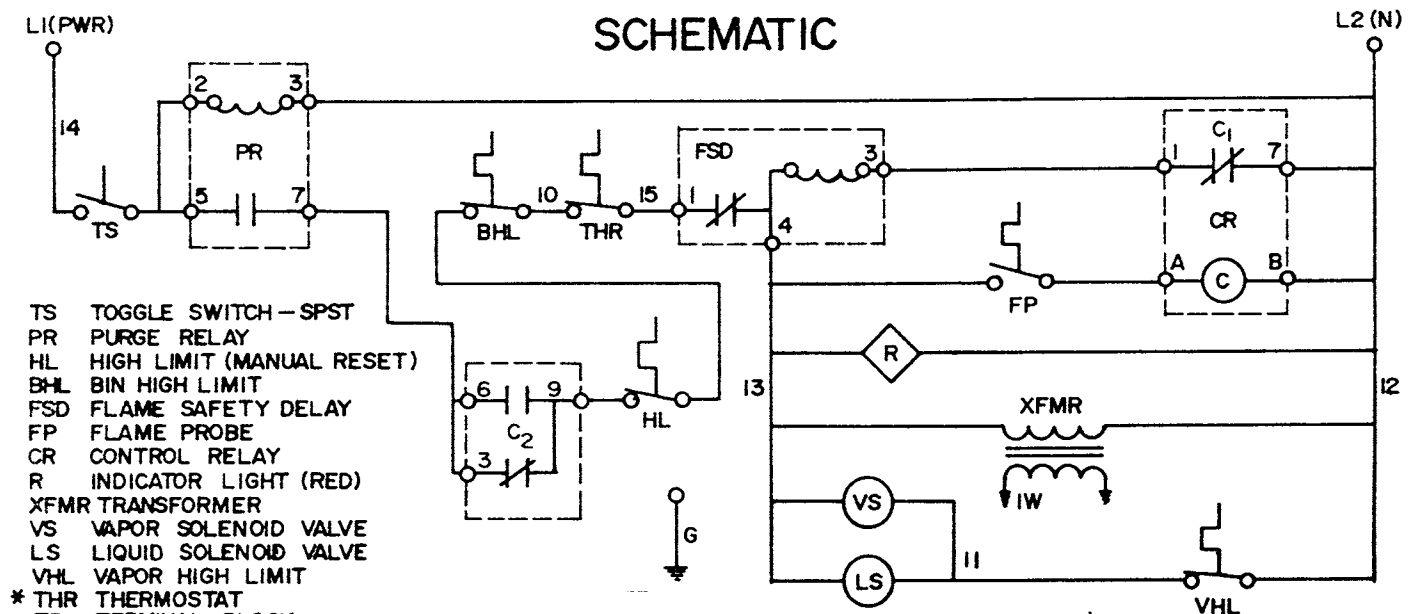 SCHEMATIC
L1(PWR)
L2(N)
2 3
14
PR
5 7
TS
BHL
10
THR
15
FSD
1
3
4
C1
1 7
CR
A C B
FP
R
13
12
XFMR
1W
VS
LS
11
VHL
6 9
C2
3
HL
G
TS TOGGLE SWITCH - SPST
PR PURGE RELAY
HL HIGH LIMIT (MANUAL RESET)
BHL BIN HIGH LIMIT
FSD FLAME SAFETY DELAY
FP FLAME PROBE
CR CONTROL RELAY
R INDICATOR LIGHT (RED)
XFMR TRANSFORMER
VS VAPOR SOLENOID VALVE
LS LIQUID SOLENOID VALVE
VHL VAPOR HIGH LIMIT
* THR THERMOSTAT